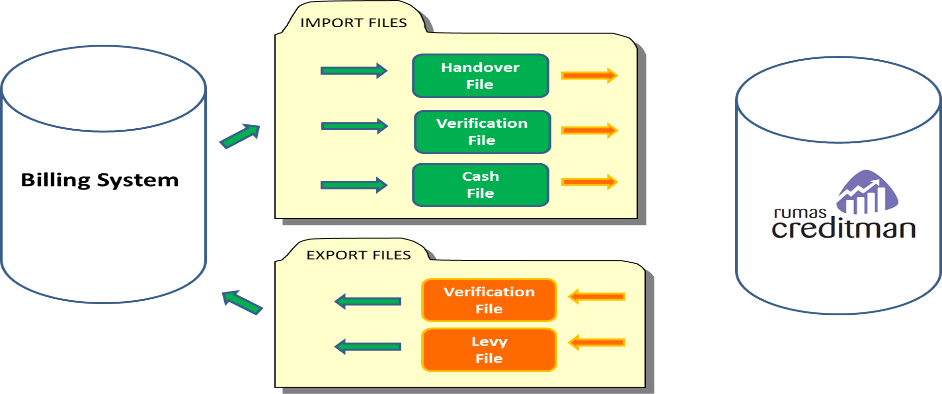 IMPORT FILES
Handover
File
Verification
File
Cash
File
Billing System
rumas
creditman
EXPORT FILES
Verification
File
Levy
File